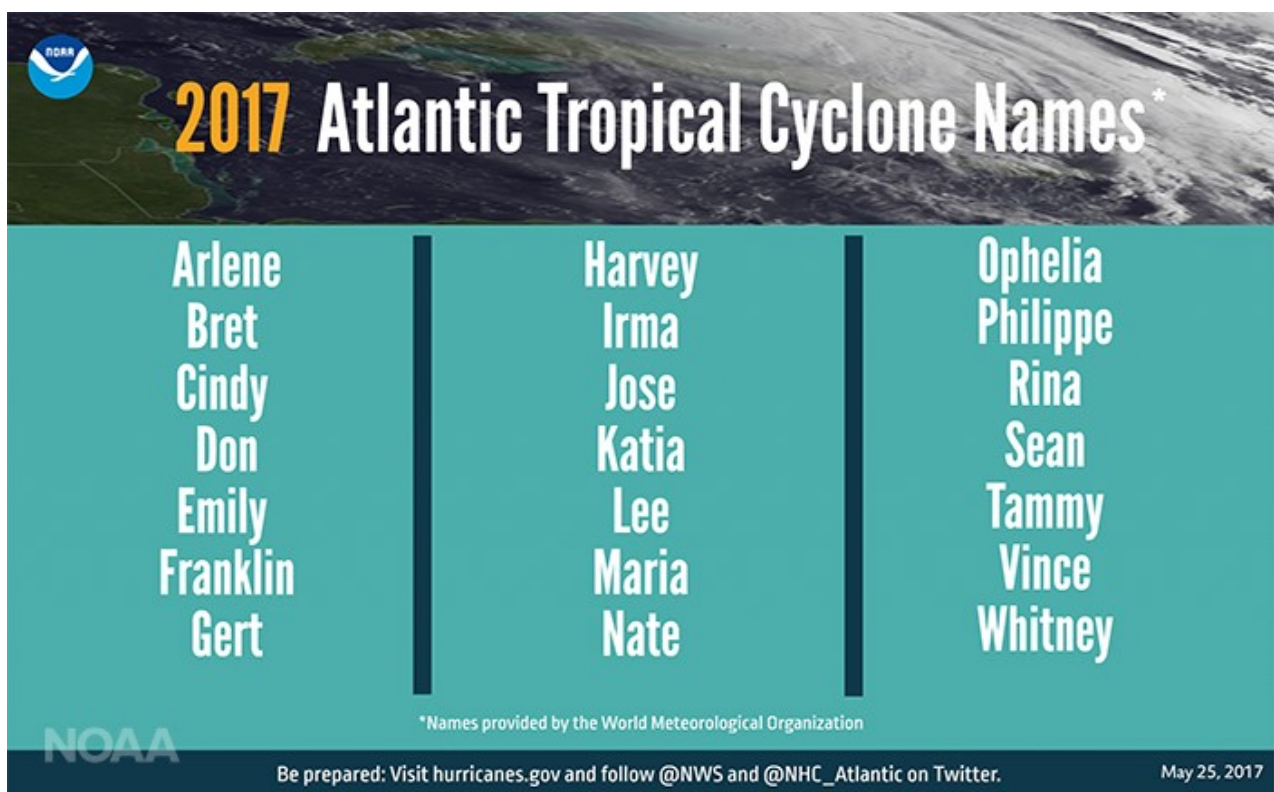 NOAA
2017 Atlantic Tropical Cyclone Names*
Arlene
Bret
Cindy
Don
Emily
Franklin
Gert
Harvey
Irma
Jose
Katia
Lee
Maria
Nate
Ophelia
Philippe
Rina
Sean
Tammy
Vince
Whitney
*Names provided by the World Meteorological Organization
NOAA
Be prepared: Visit hurricanes.gov and follow @NWS and @NHC_Atlantic on Twitter.
May 25, 2017